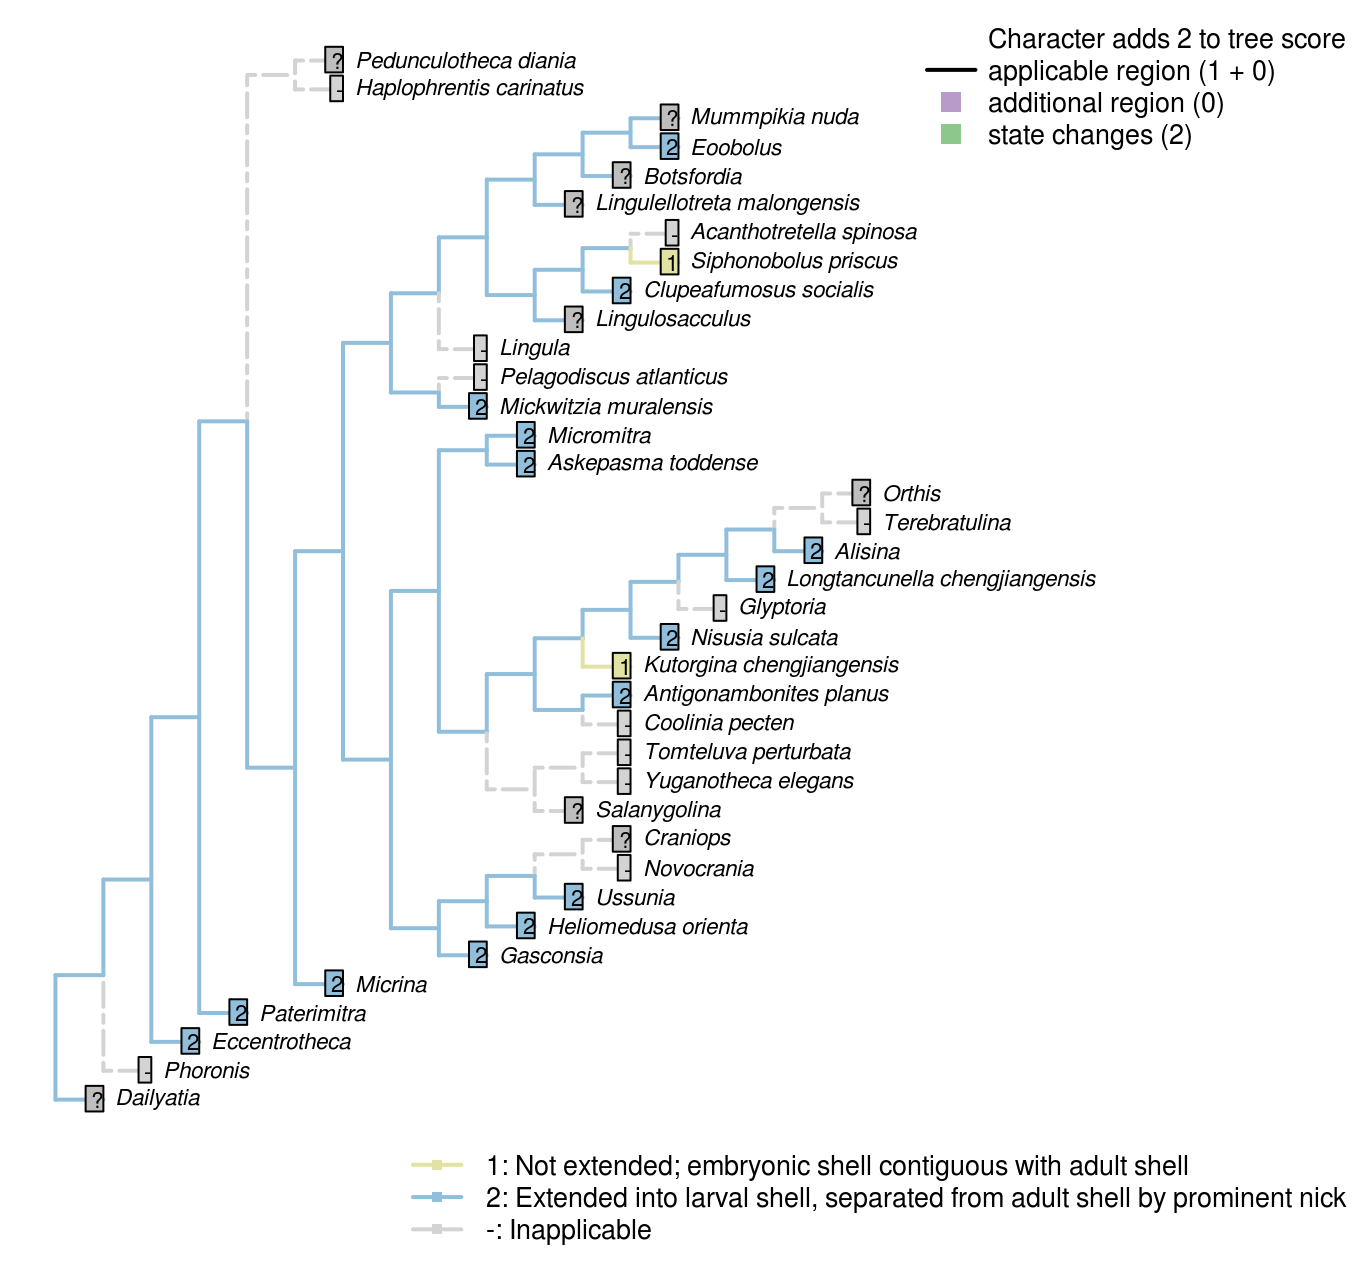 Character adds 2 to tree score
applicable region (1 + 0)
additional region (0)
state changes (2)
? Pedunculotheca diania
- Haplophrentis carinatus
? Mummpikia nuda
2 Eoobolus
? Botsfordia
? Lingulellotreta malongensis
- Acanthotretella spinosa
1 Siphonobolus priscus
2 Clupeafumosus socialis
? Lingulosacculus
- Lingula
- Pelagodiscus atlanticus
2 Mickwitzia muralensis
2 Micromitra
2 Askepasma toddense
? Orthis
- Terebratulina
2 Alisina
2 Longtancunella chengjiangensis
- Glyptoria
2 Nisusia sulcata
1 Kutorgina chengjiangensis
2 Antigonambonites planus
- Coolinia pecten
- Tomteluva perturbata
- Yuganotheca elegans
? Salanygolina
? Craniops
- Novocrania
2 Ussunia
2 Heliomedusa orienta
2 Gasconsia
2 Micrina
2 Paterimitra
2 Eccentrotheca
- Phoronis
? Dailyatia
1: Not extended; embryonic shell contiguous with adult shell
2: Extended into larval shell, separated from adult shell by prominent nick
-: Inapplicable